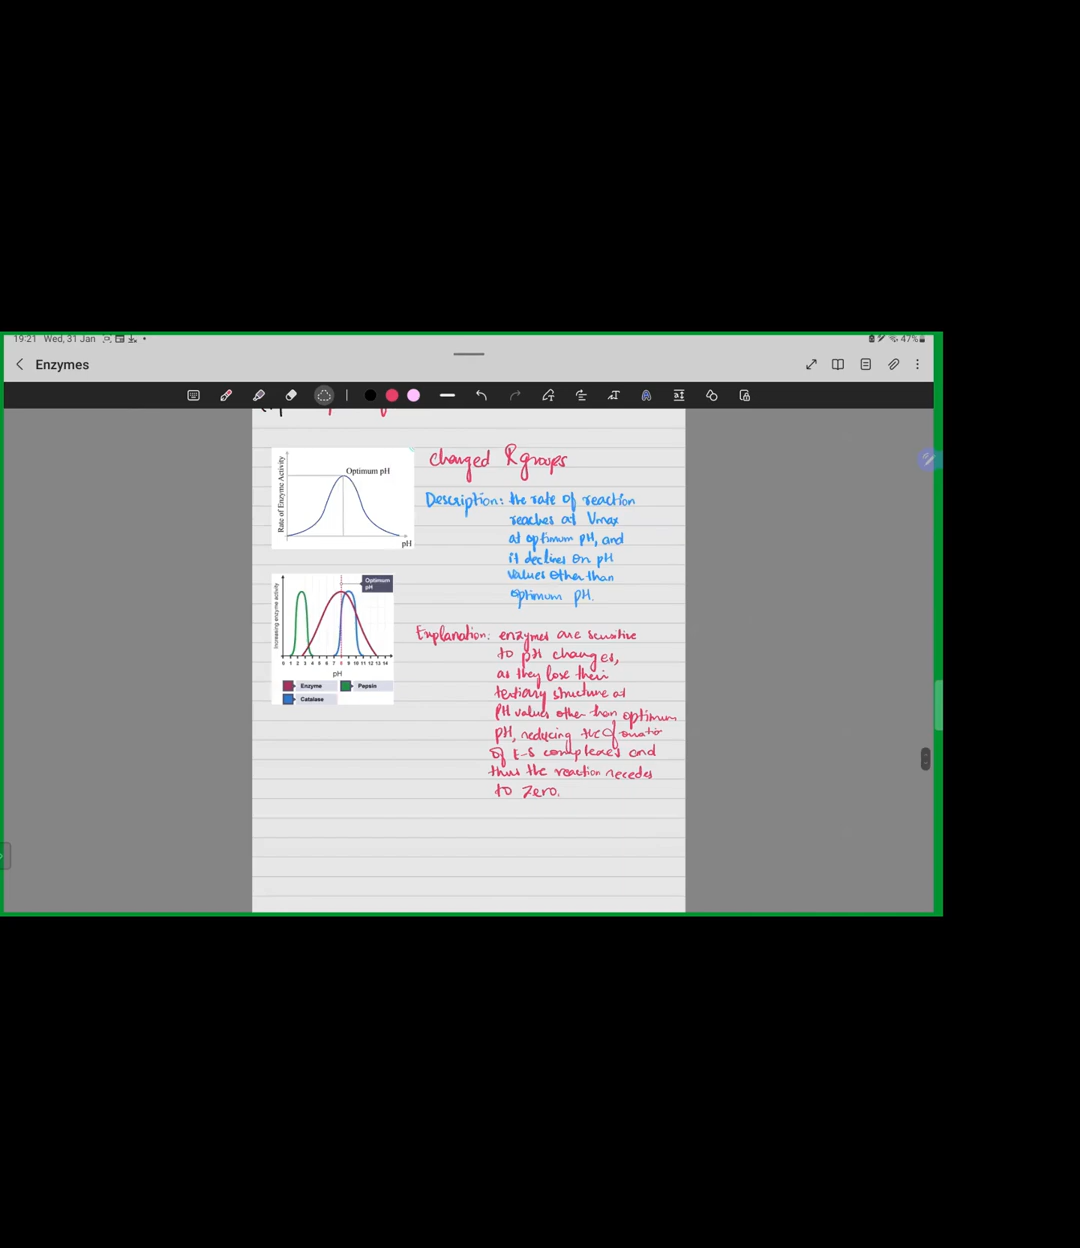 19:21 Wed, 31 Jan
47%
Enzymes
Optimum pH
Rate of Enzyme Activity
pH
changed R groups
Description: the rate of reaction
reaches at Vmax
at optimum pH, and
it declines on pH
values other than
optimum pH.
Optimum
pH
Increasing enzyme activity
0 1 2 3 4 5 6 7 8 9 10 11 12 13 14
pH
Enzyme
Pepsin
Catalase
Explanation: enzymes are sensitive
to pH changes,
as they lose their
tertiary structure at
pH values other than optimum
pH, reducing the
of E-S complexes and
thus the reaction recedes
to zero.